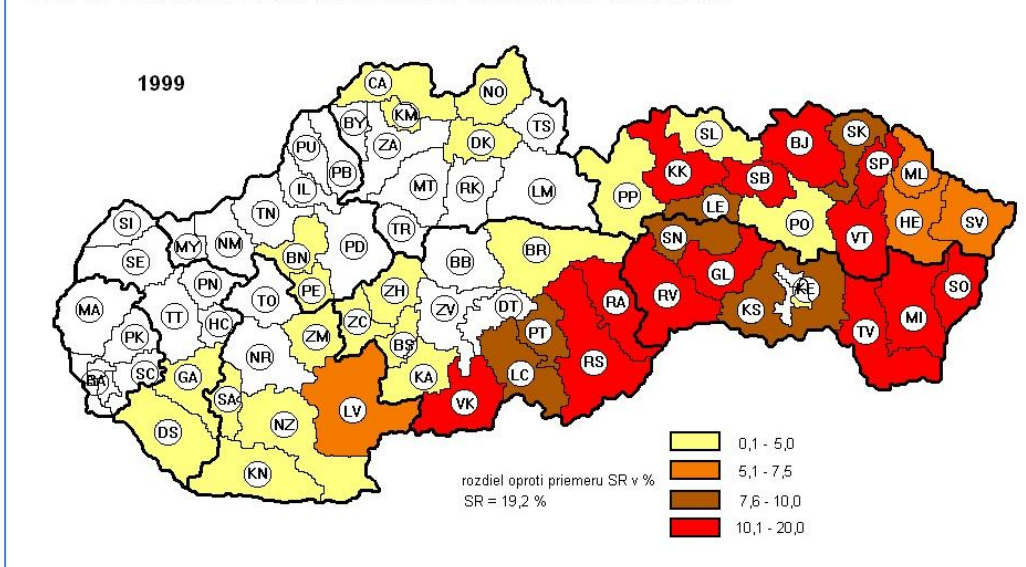 1999
CA
NO
KM
BY
TS
SL
SK
PU
ZA
DK
BJ
PB
SP
KK
ML
IL
MT
RK
LM
SB
PP
LE
TN
SI
TR
PO
HE
SV
MY
NM
SN
VT
PD
BR
SE
BN
BB
GL
PN
PE
ZH
KE
SO
TO
RV
RA
MA
ZV
DT
KS
TT
HC
ZC
MI
PT
TV
PK
ZM
BS
NR
RS
SC
GA
KA
LC
BA
SA
VK
LV
NZ
DS
KN
0,1 - 5,0
5,1 - 7,5
rozdiel oproti priemeru SR v %
SR = 19,2 %
7,6 - 10,0
10,1 - 20,0